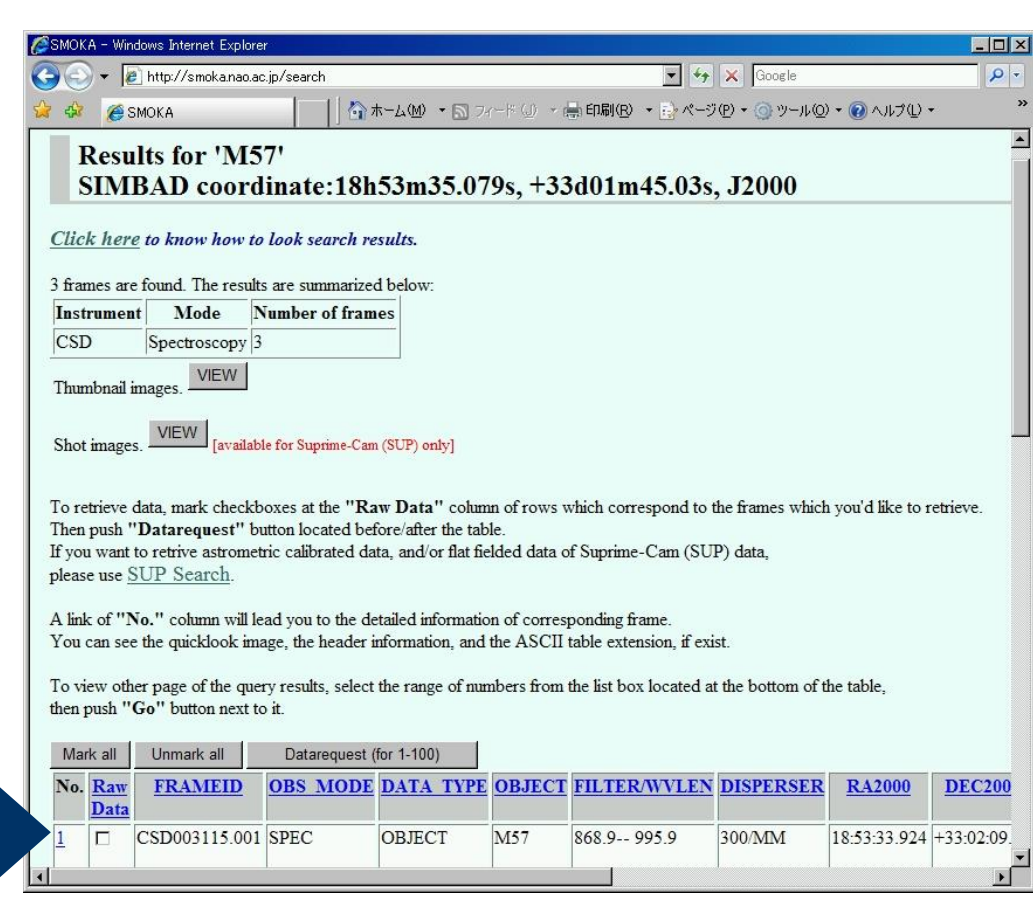 SMOKA - Windows Internet Explorer
http://smoka.nao.ac.jp/search
Google
SMOKA
ホーム(M)
フィード(J)
印刷(R)
ページ(P)
ツール(O)
ヘルプ(L)
Results for 'M57'
SIMBAD coordinate:18h53m35.079s, +33d01m45.03s, J2000
Click here to know how to look search results.
3 frames are found. The results are summarized below:
Instrument Mode Number of frames
CSD Spectroscopy 3
Thumbnail images. VIEW
Shot images. VIEW [available for Suprime-Cam (SUP) only]
To retrieve data, mark checkboxes at the "Raw Data" column of rows which correspond to the frames which you'd like to retrieve.
Then push "Datarequest" button located before/after the table.
If you want to retrive astrometric calibrated data, and/or flat fielded data of Suprime-Cam (SUP) data,
please use SUP Search.
A link of "No." column will lead you to the detailed information of corresponding frame.
You can see the quicklook image, the header information, and the ASCII table extension, if exist.
To view other page of the query results, select the range of numbers from the list box located at the bottom of the table,
then push "Go" button next to it.
Mark all Unmark all Datarequest (for 1-100)
No. Raw Data FRAMEID OBS_MODE DATA_TYPE OBJECT FILTER/WVLEN DISPERSER RA2000 DEC200
1 CSD003115.001 SPEC OBJECT M57 868.9-- 995.9 300/MM 18:53:33.924 +33:02:09.